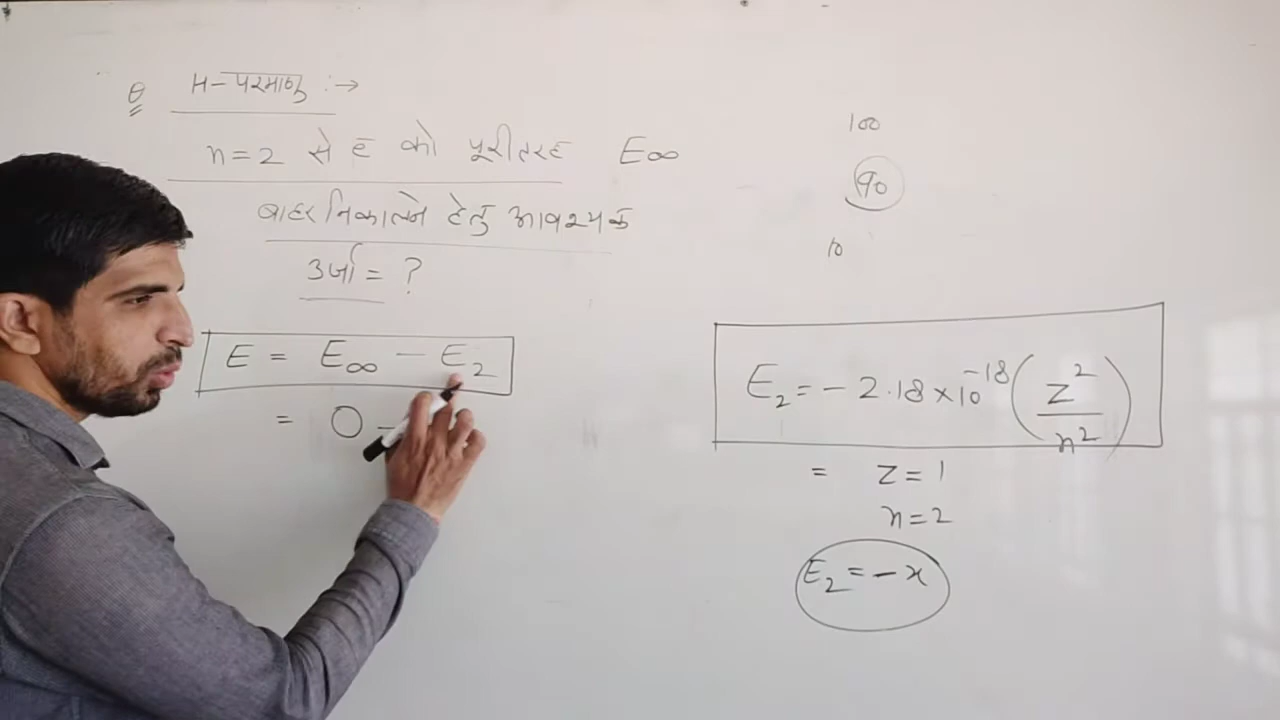 θ H-परमाणु :→
n=2 से e को पूरी तरह E∞
बाहर निकालने हेतु आवश्यक
उर्जा = ?
E = E∞ - E₂
= 0 -
100
90
10
E₂ = - 2.18×10⁻¹⁸ (z²/n²)
= z=1
n=2
E₂ = - x